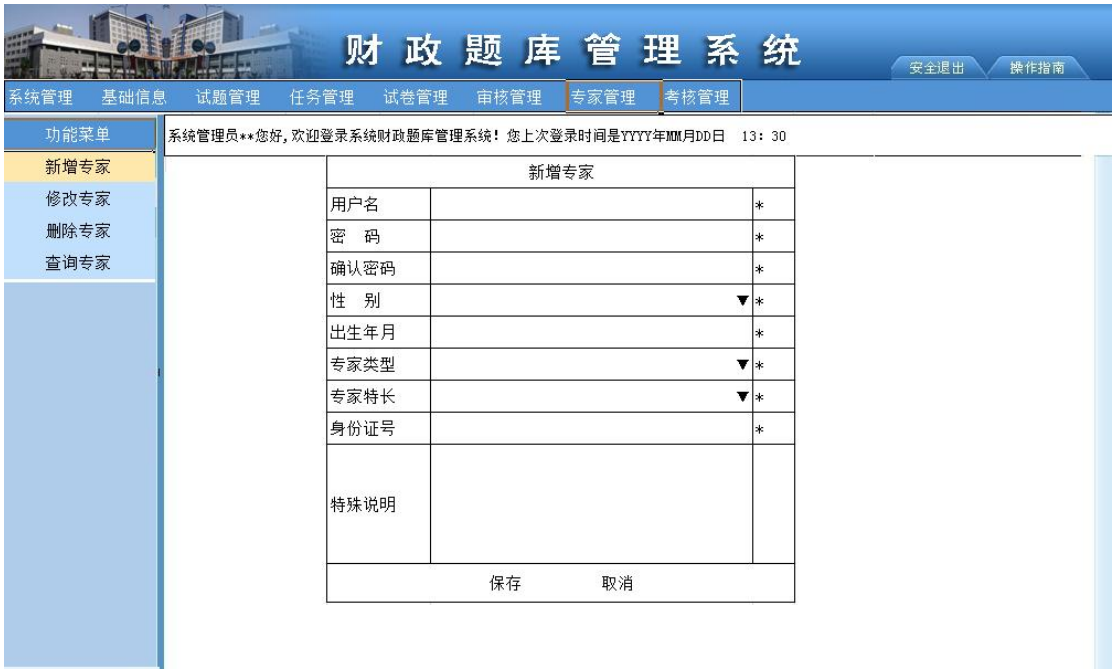 财政题库管理系统
安全退出 操作指南
系统管理 基础信息 试题管理 任务管理 试卷管理 审核管理 专家管理 考核管理
功能菜单
系统管理员**您好,欢迎登录系统财政题库管理系统! 您上次登录时间是YYYY年MM月DD日 13: 30
新增专家
修改专家
删除专家
查询专家
新增专家
用户名 *
密 码 *
确认密码 *
性 别 ▼ *
出生年月 *
专家类型 ▼ *
专家特长 ▼ *
身份证号 *
特殊说明
保存 取消